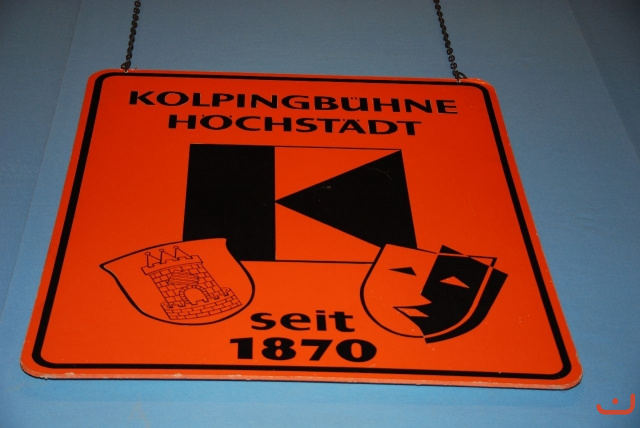 KOLPINGBÜHNE
HÖCHSTÄDT
seit
1870